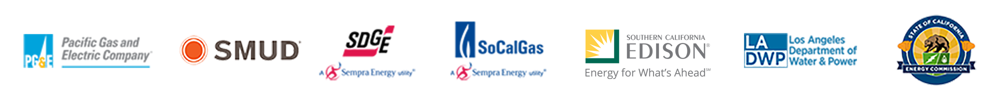 PG&E
Pacific Gas and
Electric Company
SMUD
SDGE
A Sempra Energy utility®
SoCalGas
A Sempra Energy utility®
SOUTHERN CALIFORNIA
EDISON®
Energy for What's Ahead℠
LA
DWP
Los Angeles
Department of
Water & Power
STATE OF CALIFORNIA
ENERGY COMMISSION